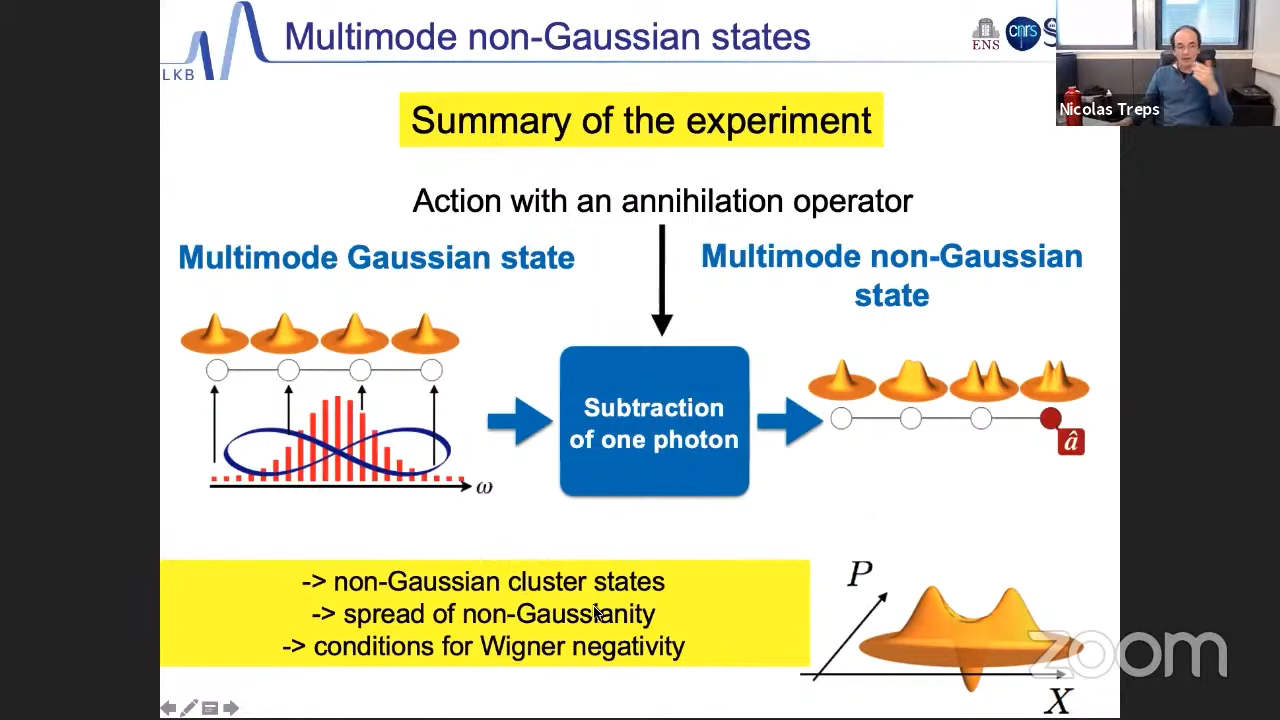 Multimode non-Gaussian states
LKB
ENS
cnrs
Nicolas Treps
Summary of the experiment
Action with an annihilation operator
Multimode Gaussian state
Multimode non-Gaussian
state
Subtraction
of one photon
â
ω
-> non-Gaussian cluster states
-> spread of non-Gaussianity
-> conditions for Wigner negativity
P
X
zoom